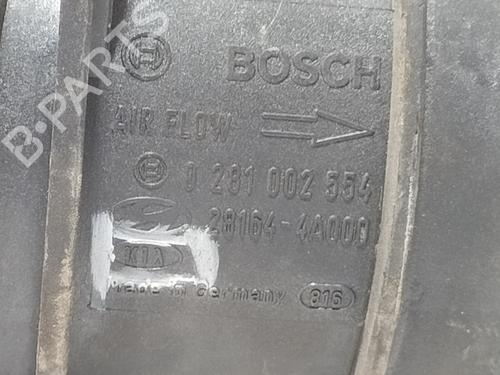 B-PARTS
BOSCH
AIR FLOW
0 281 002 554
28164-4A000
KIA
Made in Germany 816